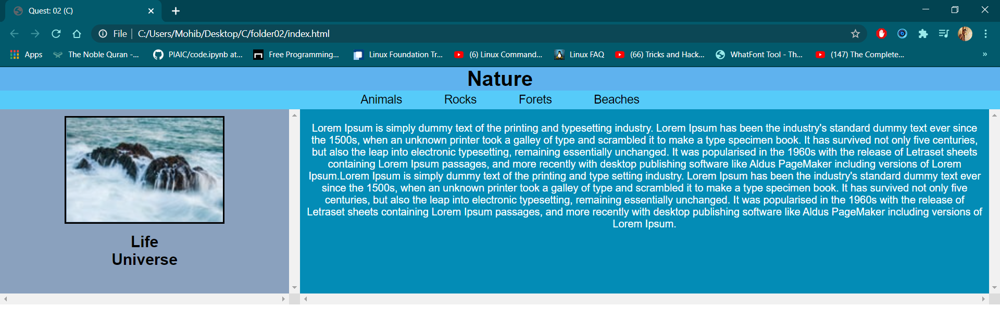 Quest: 02 (C)
File
C:/Users/Mohib/Desktop/C/folder02/index.html
Apps
The Noble Quran -...
PIAIC/code.ipynb at...
Free Programming...
Linux Foundation Tr...
(6) Linux Command...
Linux FAQ
(66) Tricks and Hack...
WhatFont Tool - Th...
(147) The Complete...
»
Nature
Animals
Rocks
Forets
Beaches
Life
Universe
Lorem Ipsum is simply dummy text of the printing and typesetting industry. Lorem Ipsum has been the industry's standard dummy text ever since
the 1500s, when an unknown printer took a galley of type and scrambled it to make a type specimen book. It has survived not only five centuries,
but also the leap into electronic typesetting, remaining essentially unchanged. It was popularised in the 1960s with the release of Letraset sheets
containing Lorem Ipsum passages, and more recently with desktop publishing software like Aldus PageMaker including versions of Lorem
Ipsum.Lorem Ipsum is simply dummy text of the printing and type setting industry. Lorem Ipsum has been the industry's standard dummy text ever
since the 1500s, when an unknown printer took a galley of type and scrambled it to make a type specimen book. It has survived not only five
centuries, but also the leap into electronic typesetting, remaining essentially unchanged. It was popularised in the 1960s with the release of
Letraset sheets containing Lorem Ipsum passages, and more recently with desktop publishing software like Aldus PageMaker including versions of
Lorem Ipsum.